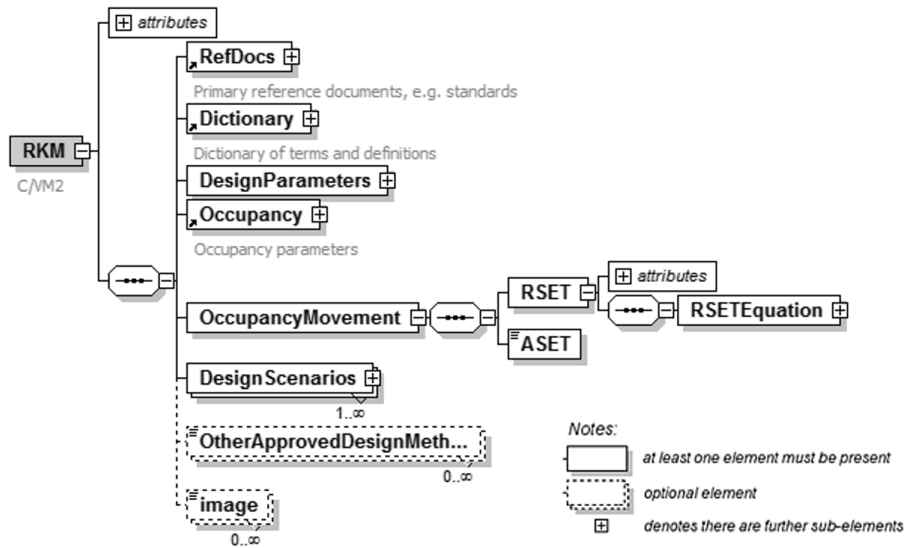 attributes
RefDocs
Primary reference documents, e.g. standards
Dictionary
Dictionary of terms and definitions
RKM
C/VM2
DesignParameters
Occupancy
Occupancy parameters
OccupancyMovement
RSET
attributes
RSETEquation
ASET
DesignScenarios
1..∞
OtherApprovedDesignMeth...
0..∞
image
0..∞
Notes:
at least one element must be present
optional element
denotes there are further sub-elements